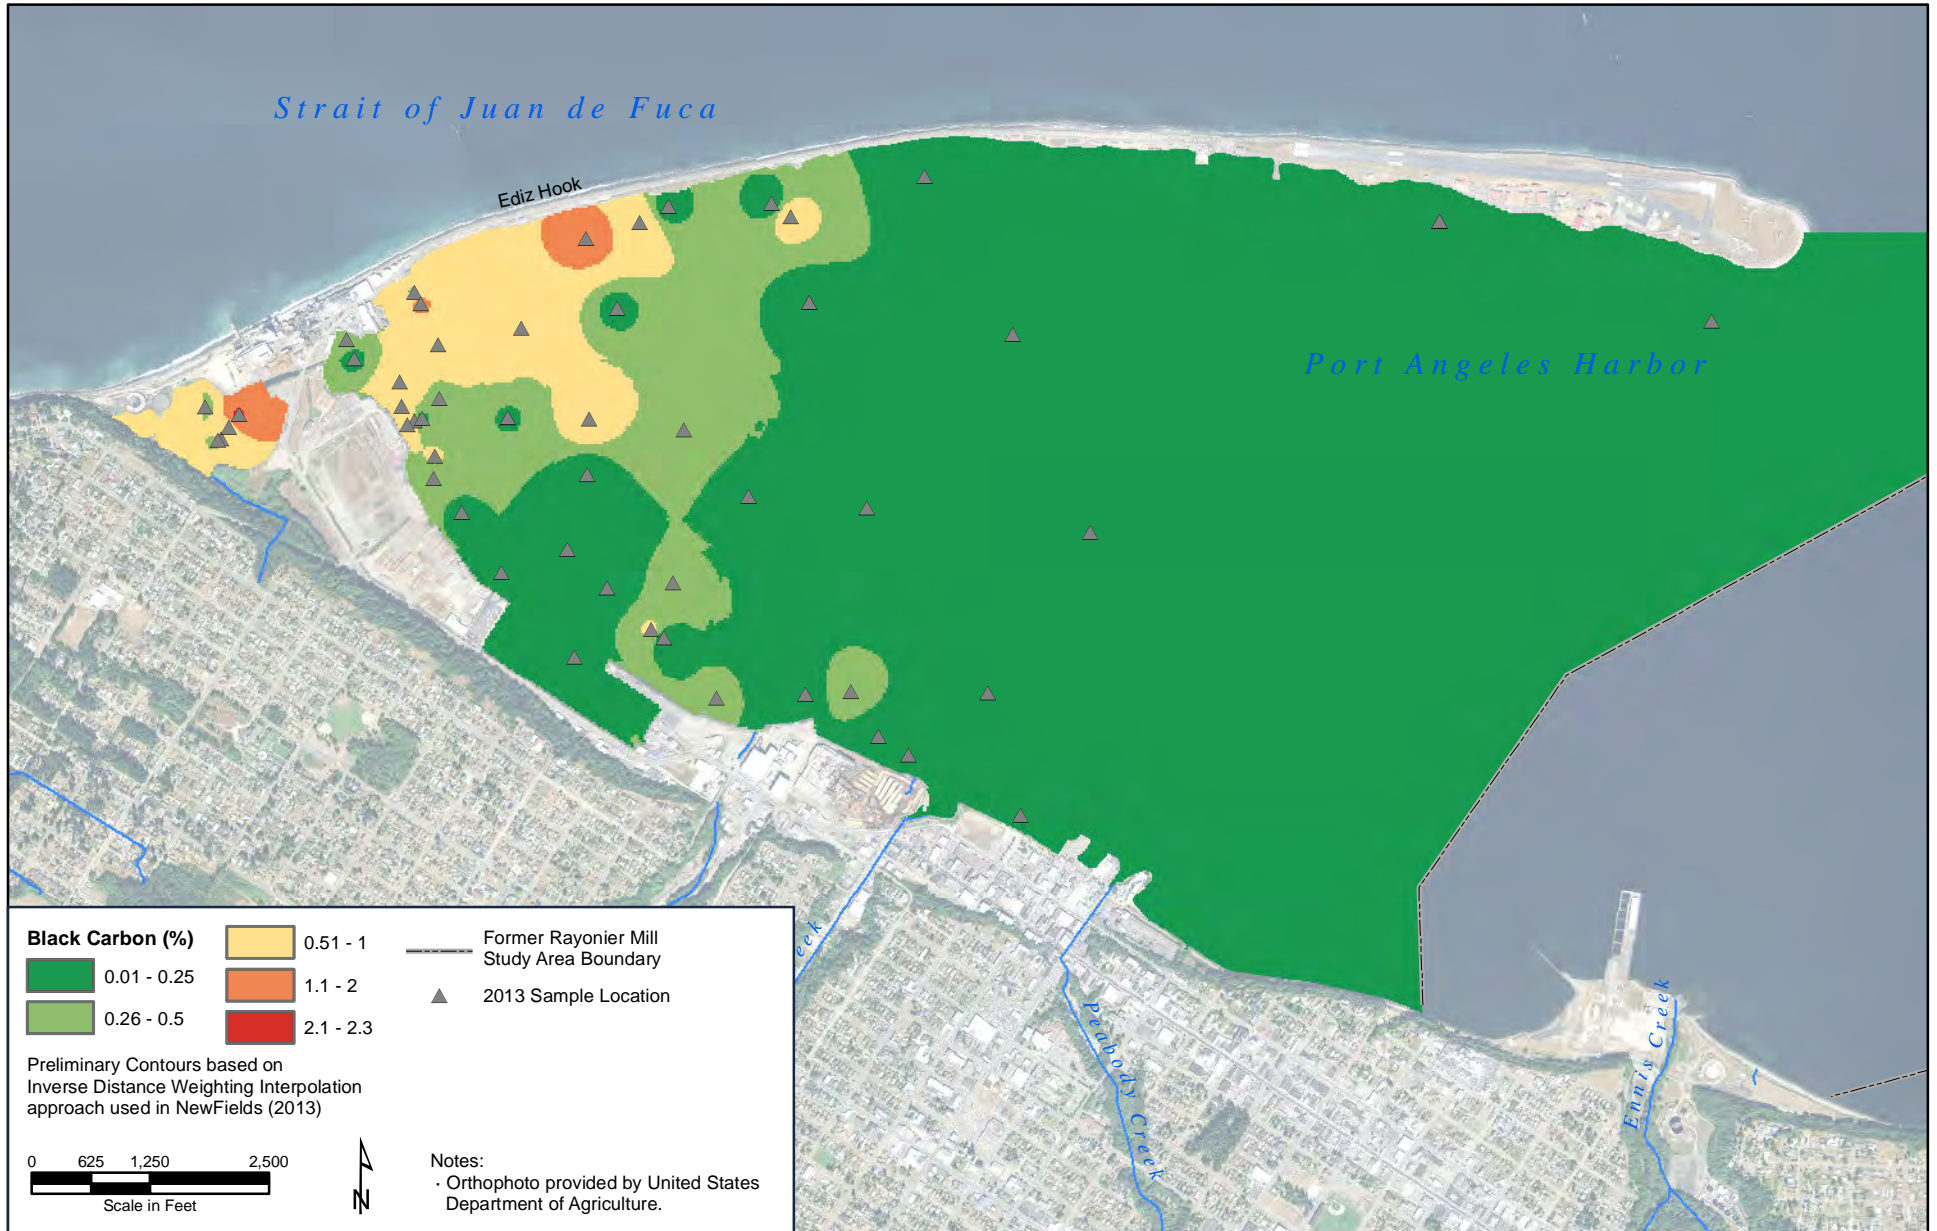 Strait of Juan de Fuca
Ediz Hook
Port Angeles Harbor
eek
Peabody Creek
Ennis Creek
Black Carbon (%)
0.01 - 0.25
0.26 - 0.5
0.51 - 1
1.1 - 2
2.1 - 2.3
Former Rayonier Mill
Study Area Boundary
2013 Sample Location
Preliminary Contours based on
Inverse Distance Weighting Interpolation
approach used in NewFields (2013)
0 625 1,250 2,500
Scale in Feet
N
Notes:
· Orthophoto provided by United States
Department of Agriculture.